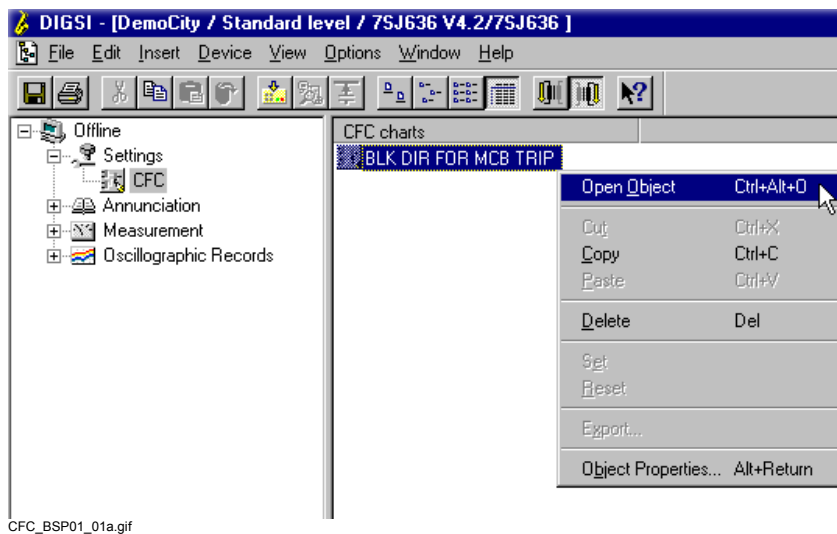 DIGSI - [DemoCity / Standard level / 7SJ636 V4.2/7SJ636 ]
File Edit Insert Device View Options Window Help
Offline
Settings
CFC
Annunciation
Measurement
Oscillographic Records
CFC charts
BLK DIR FOR MCB TRIP
Open Object Ctrl+Alt+O
Cut Ctrl+X
Copy Ctrl+C
Paste Ctrl+V
Delete Del
Set
Reset
Export...
Object Properties... Alt+Return
CFC_BSP01_01a.gif